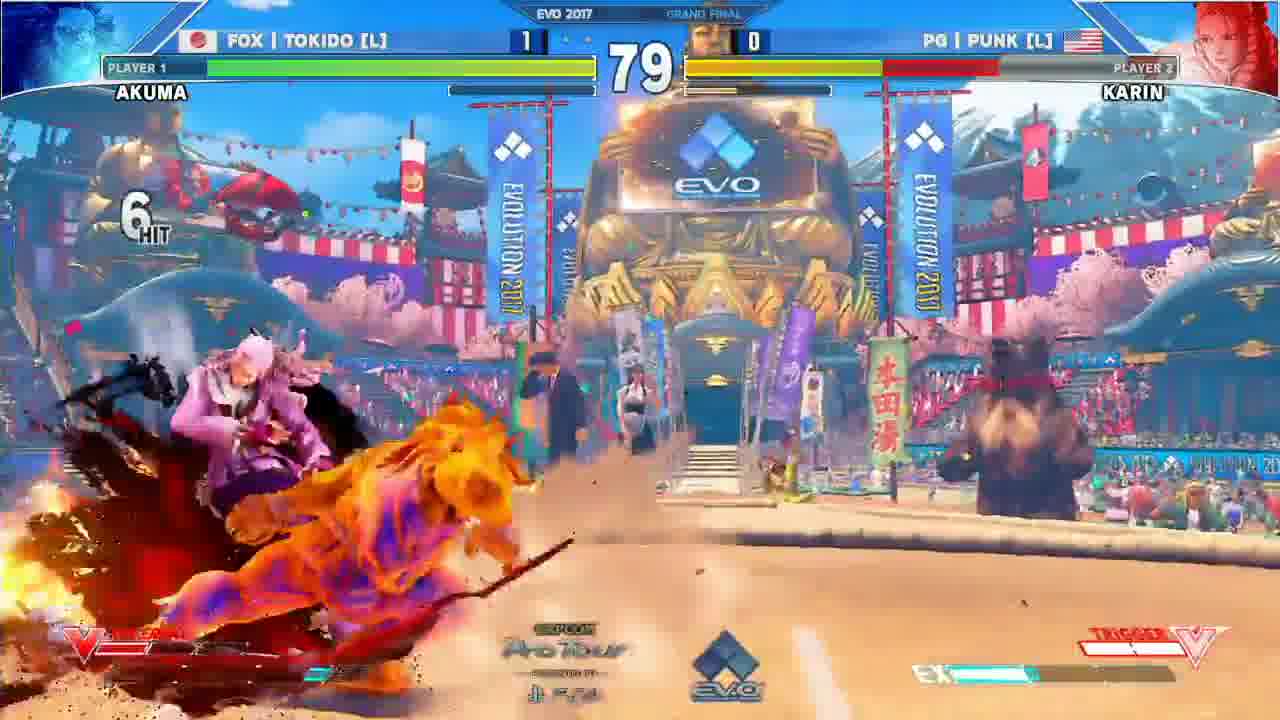 EVO 2017 GRAND FINAL
FOX | TOKIDO [L] 1 79 0 PG | PUNK [L]
PLAYER 1 PLAYER 2
AKUMA KARIN
EVO
EVOLUTION 2017
EVOLUTION 2017
6 HIT
本田湯
TRIGGER
EX
CAPCOM
Pro Tour
EVO